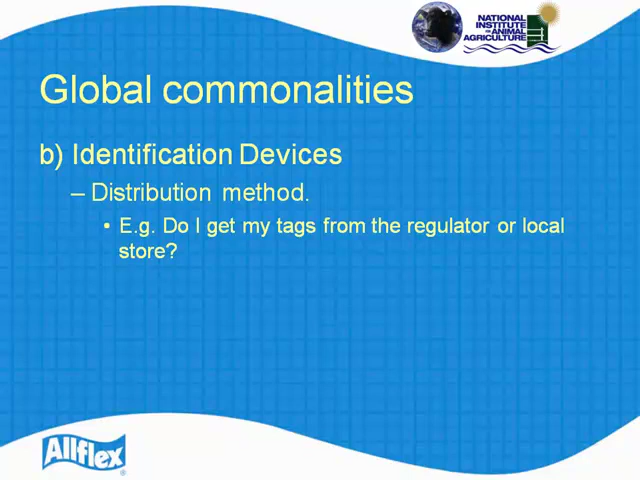 NATIONAL
INSTITUTE
FOR ANIMAL
AGRICULTURE
Global commonalities
b) Identification Devices
– Distribution method.
• E.g. Do I get my tags from the regulator or local
store?
Allflex
®